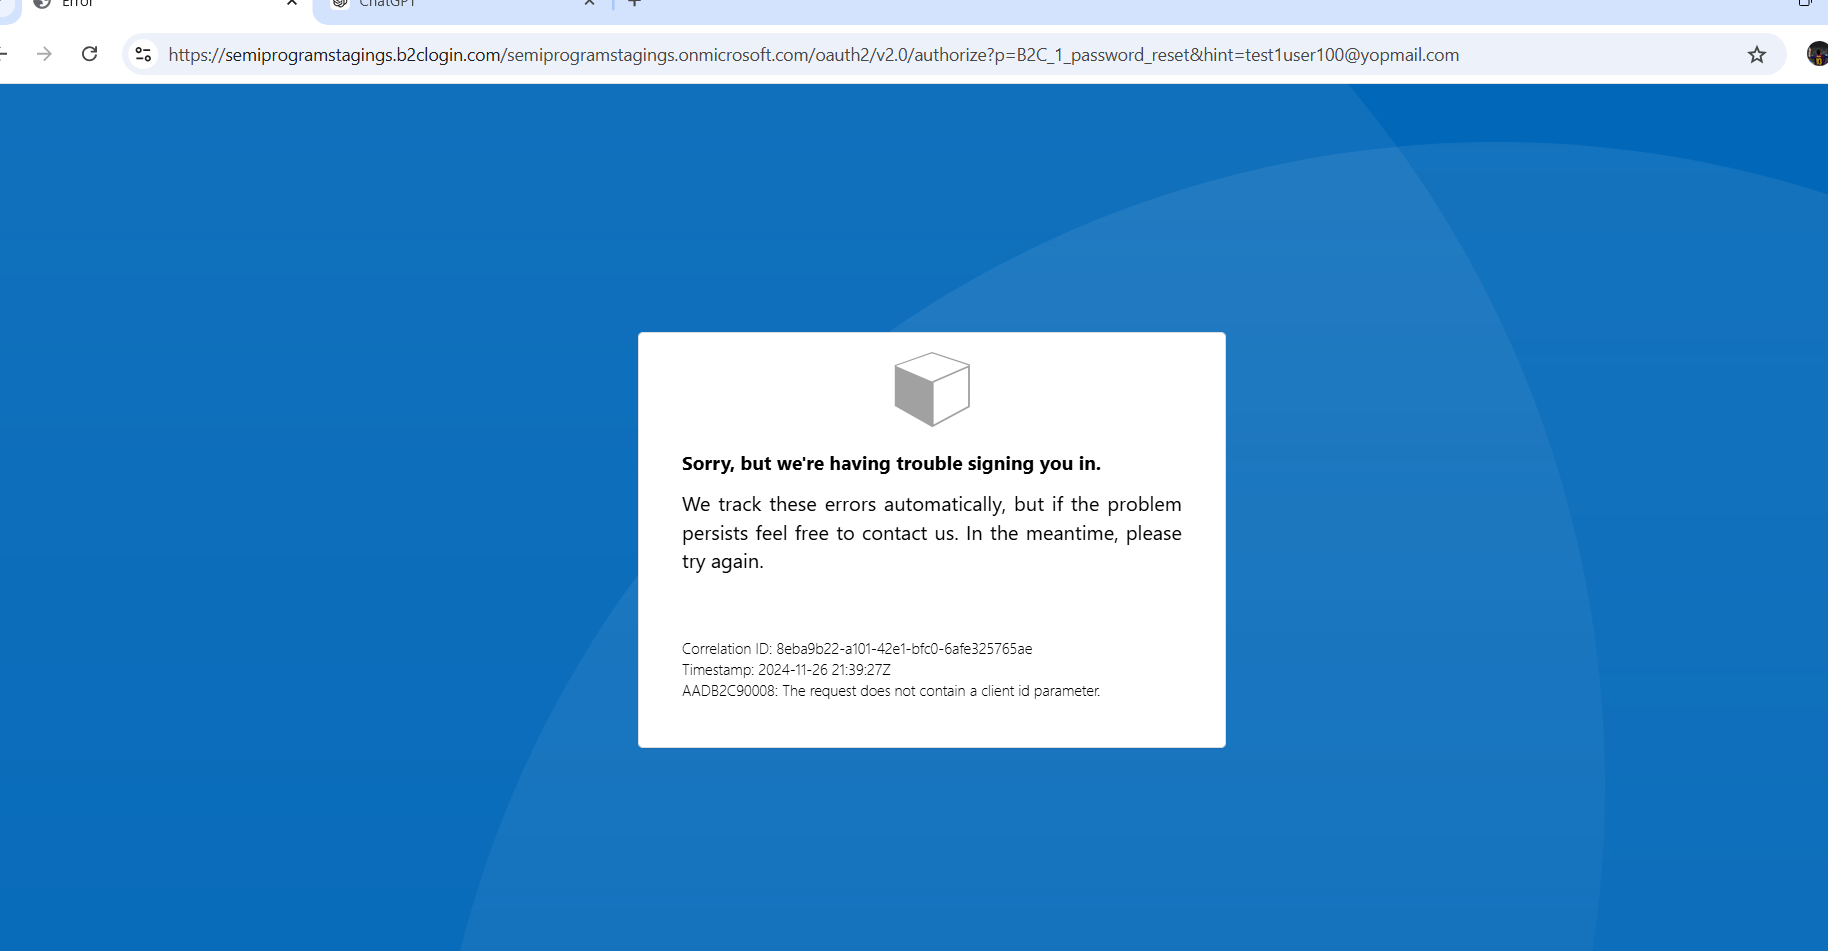 Error
ChatGPT
https://semiprogramstagings.b2clogin.com/semiprogramstagings.onmicrosoft.com/oauth2/v2.0/authorize?p=B2C_1_password_reset&hint=test1user100@yopmail.com
Sorry, but we're having trouble signing you in.
We track these errors automatically, but if the problem
persists feel free to contact us. In the meantime, please
try again.
Correlation ID: 8eba9b22-a101-42e1-bfc0-6afe325765ae
Timestamp: 2024-11-26 21:39:27Z
AADB2C90008: The request does not contain a client id parameter.